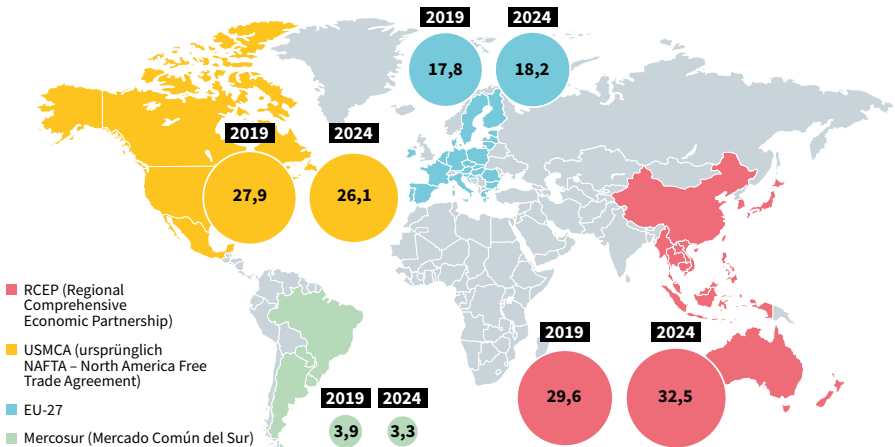 2019
2024
17,8
18,2
2019
2024
27,9
26,1
RCEP (Regional
Comprehensive
Economic Partnership)
USMCA (ursprünglich
NAFTA – North America Free
Trade Agreement)
EU-27
Mercosur (Mercado Común del Sur)
2019
2024
3,9
3,3
2019
2024
29,6
32,5